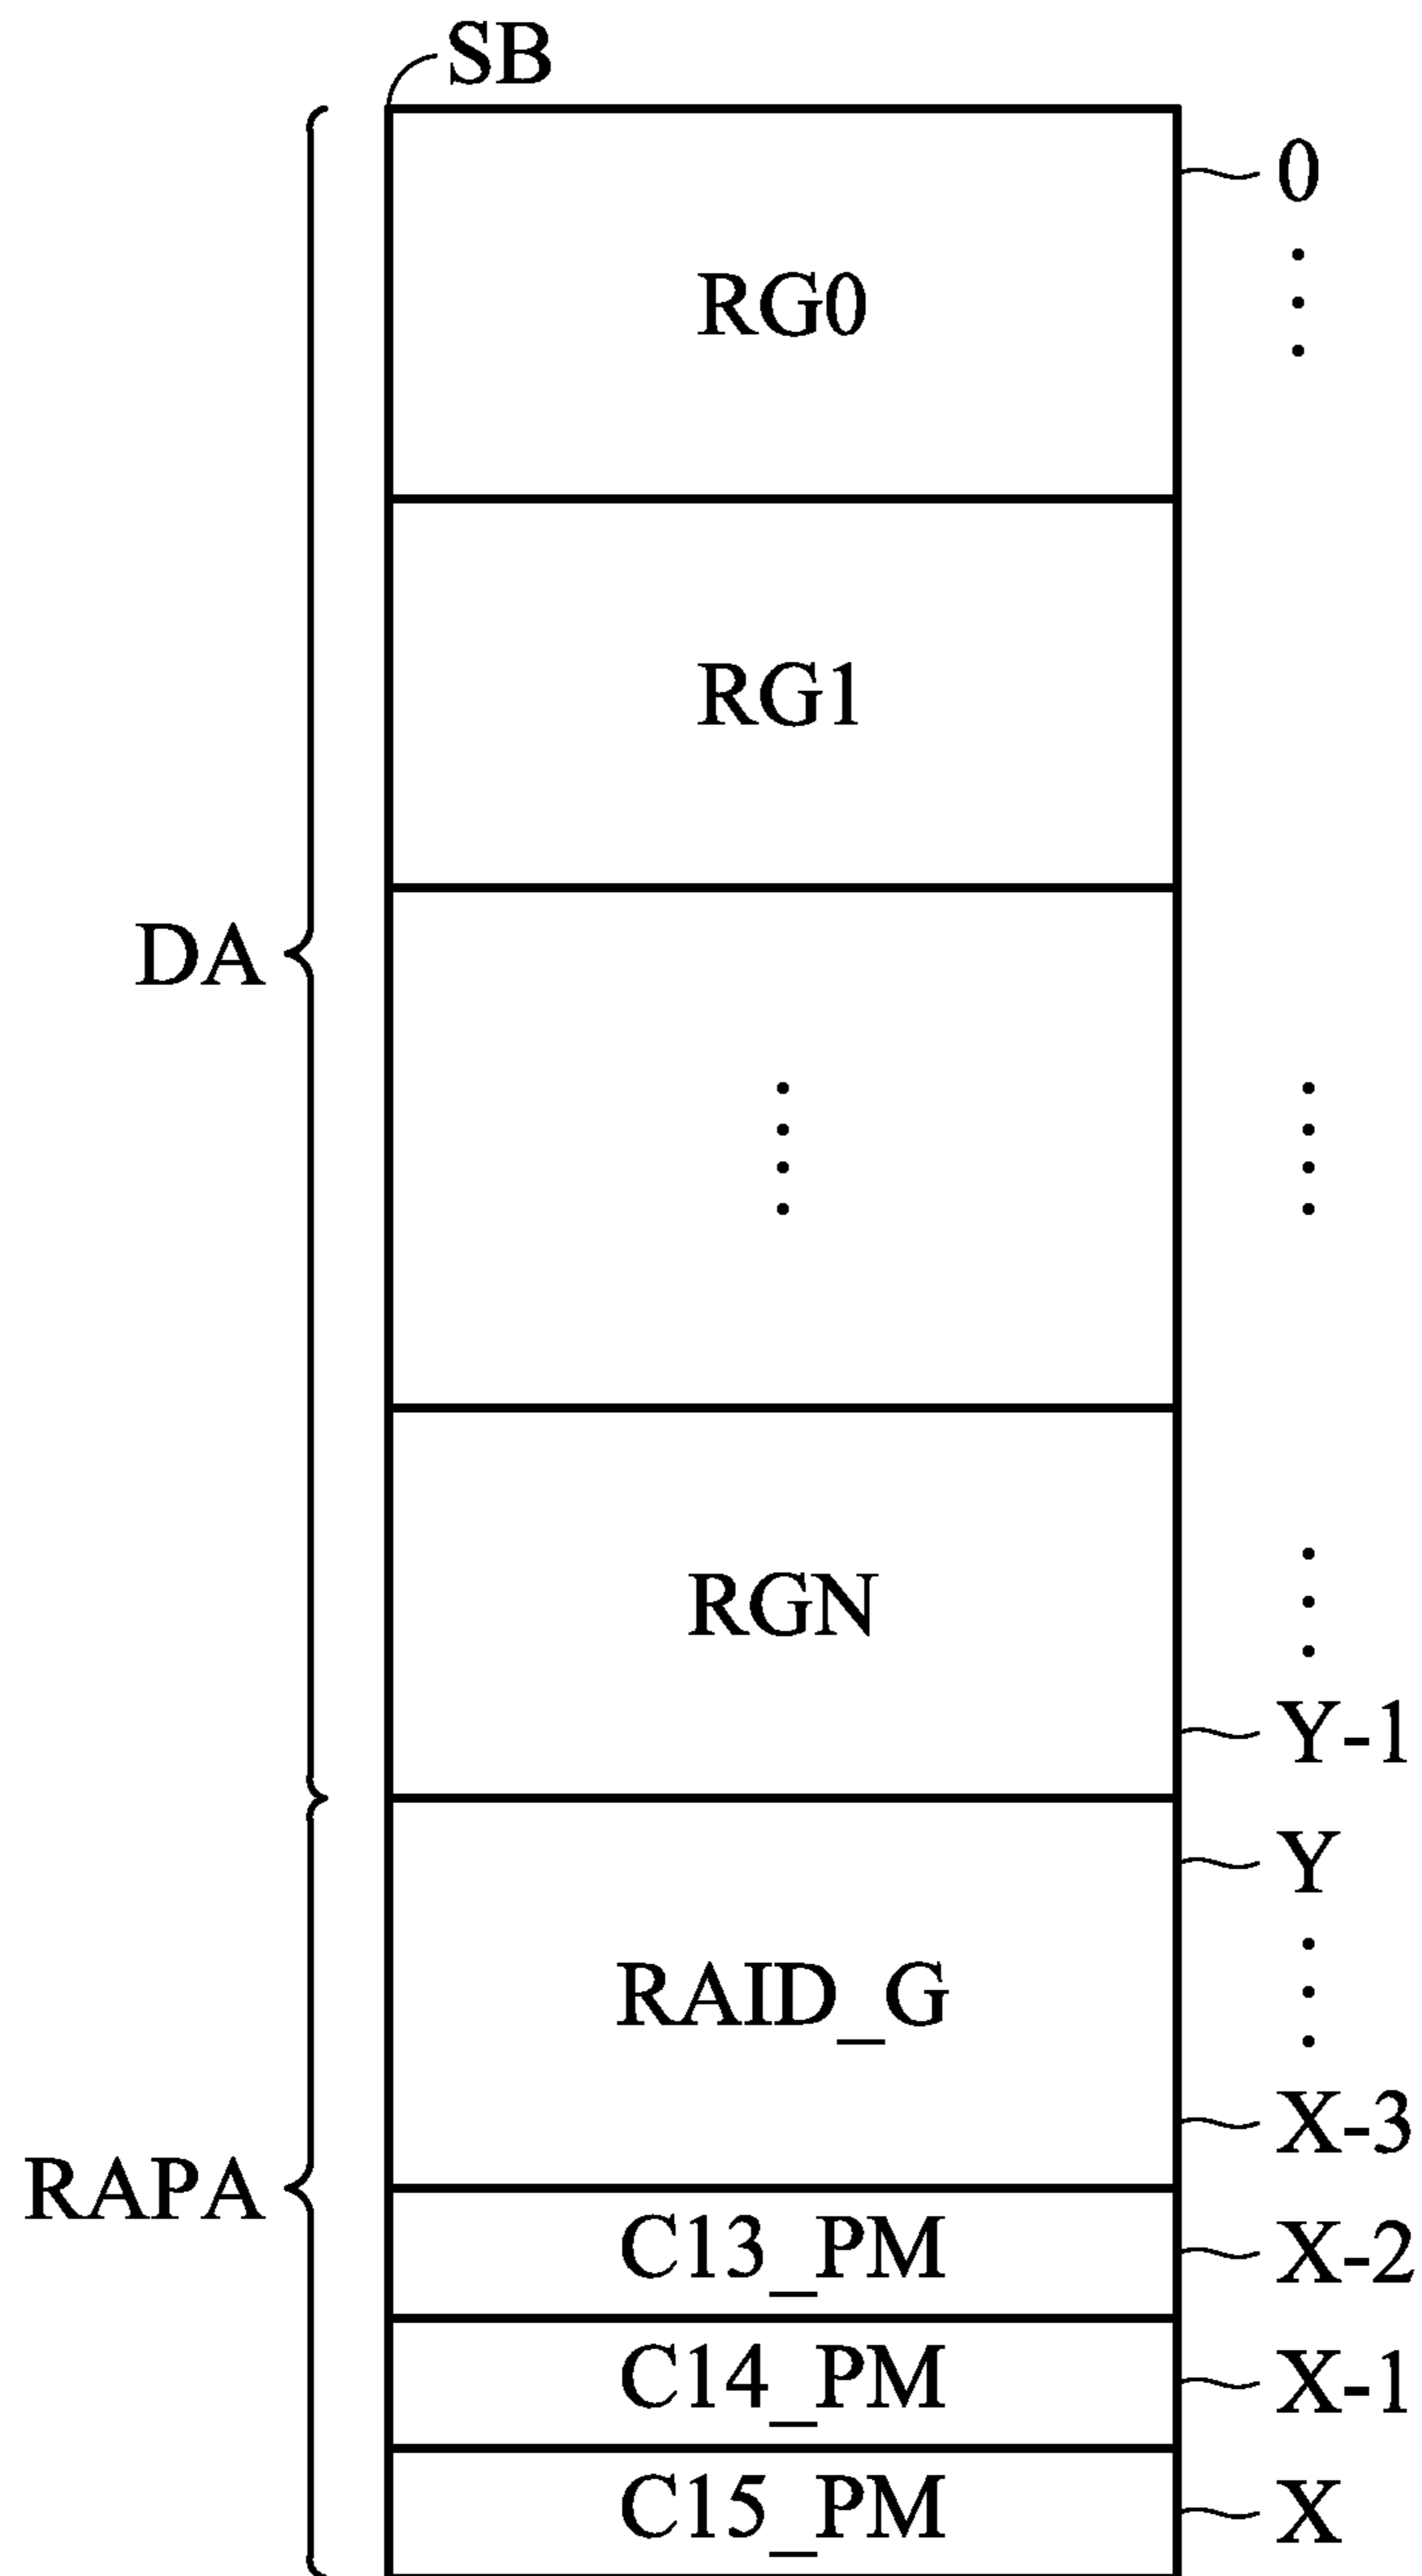 SB
0
RG0
RG1
DA
RGN
Y-1
Y
RAID_G
X-3
RAPA
C13_PM
X-2
C14_PM
X-1
C15_PM
X